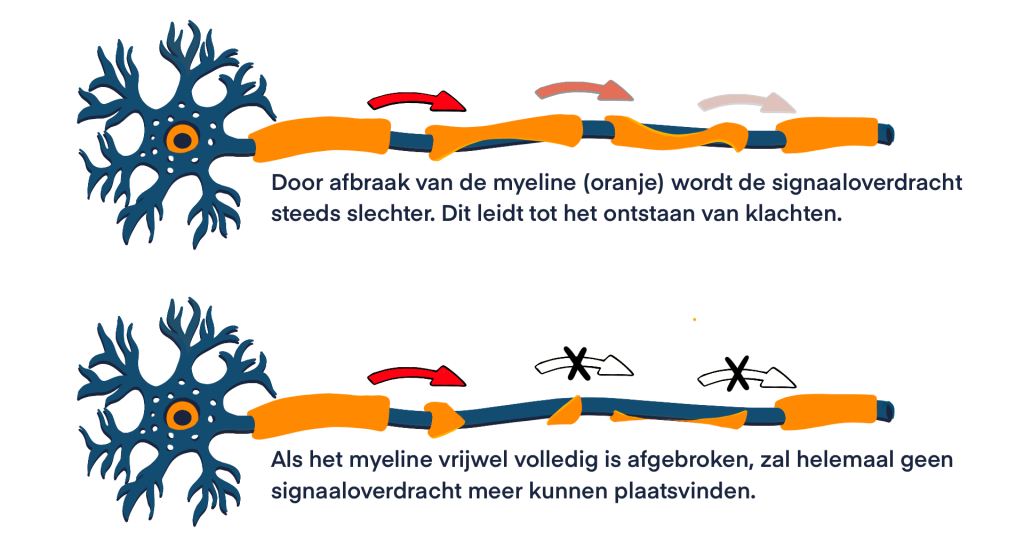 Door afbraak van de myeline (oranje) wordt de signaaloverdracht
steeds slechter. Dit leidt tot het ontstaan van klachten.
Als het myeline vrijwel volledig is afgebroken, zal helemaal geen
signaaloverdracht meer kunnen plaatsvinden.